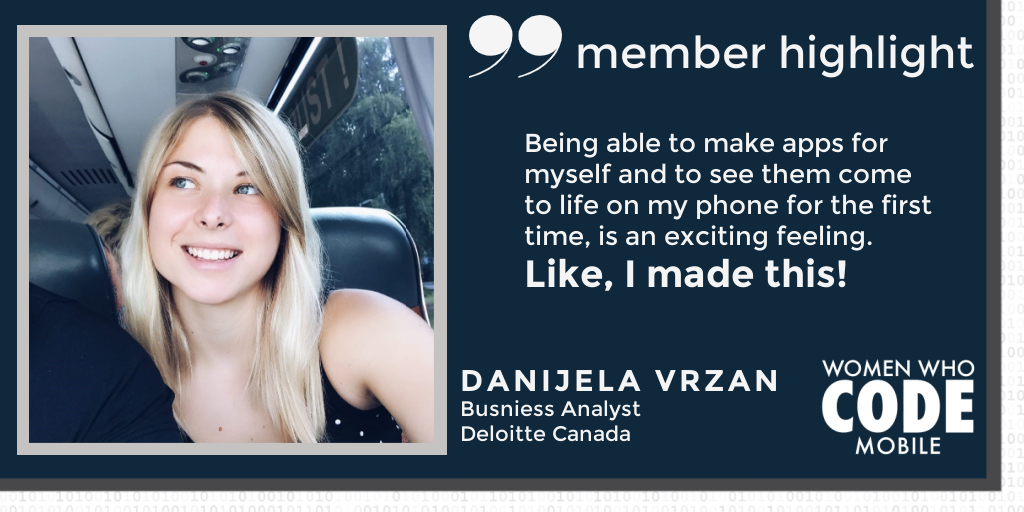 member highlight
Being able to make apps for
myself and to see them come
to life on my phone for the first
time, is an exciting feeling.
Like, I made this!
DANIJELA VRZAN
Busniess Analyst
Deloitte Canada
WOMEN WHO
CODE
MOBILE